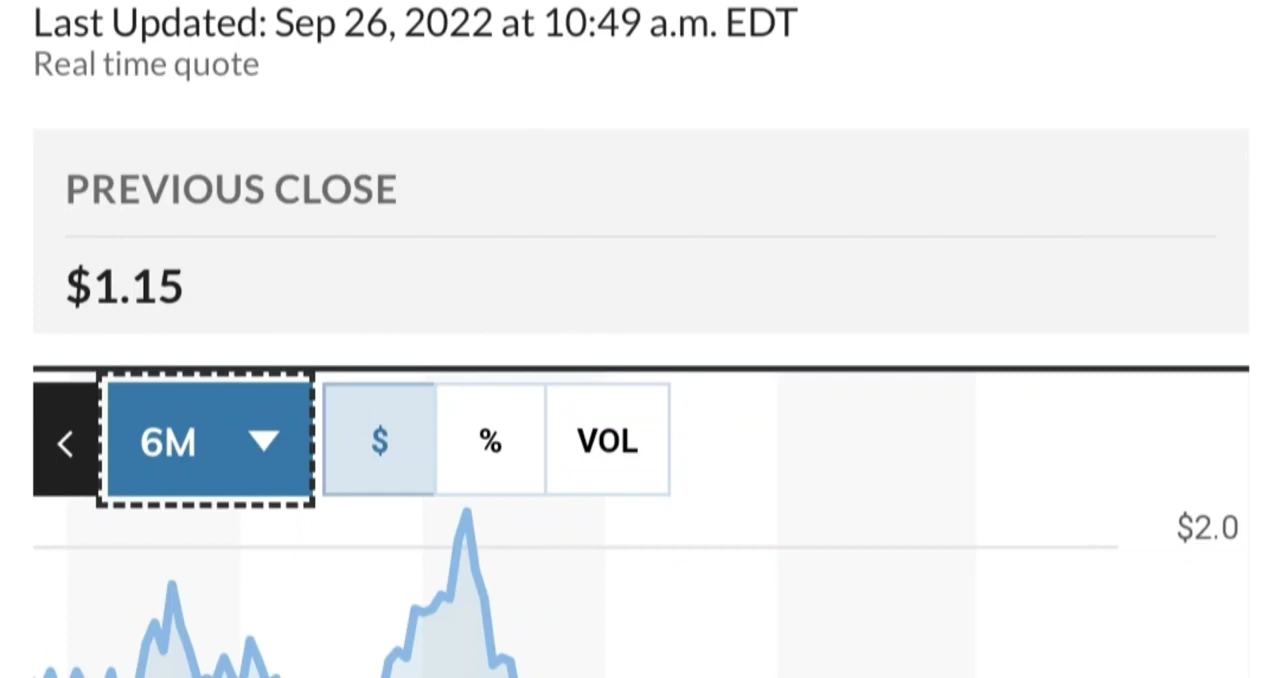 Last Updated: Sep 26, 2022 at 10:49 a.m. EDT
Real time quote
PREVIOUS CLOSE
$1.15
6M $ % VOL
$2.0